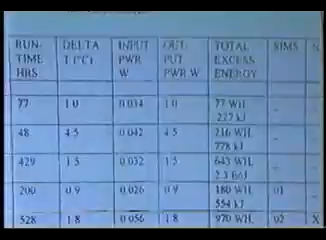 RUN- DELTA INPUT OUT- TOTAL SIMS N
TIME T (°C) PWR PUT EXCESS
HRS W PWR W ENERGY
77 1.0 0.034 1.0 77 WH, _
227 kJ
48 4.5 0.042 4.5 216 WH, _
778 kJ
429 1.5 0.032 1.5 643 WH, _
2.3
200 0.9 0.026 0.9 180 WH, 01
554 kJ
528 1.8 0.056 1.8 970 WH, 02 X